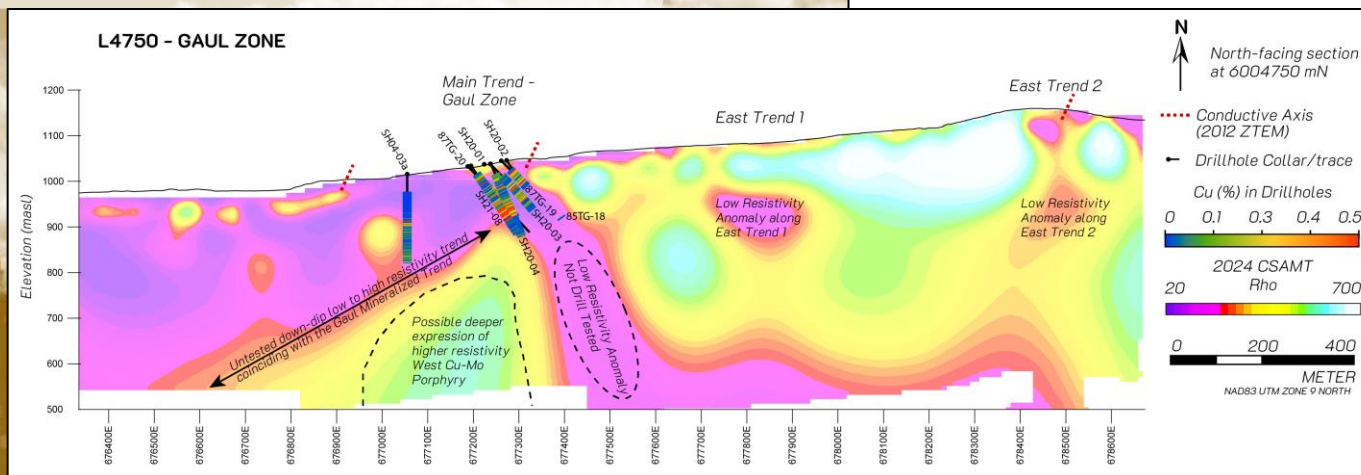 L4750 - GAUL ZONE
Main Trend -
Gaul Zone
East Trend 1
East Trend 2
Elevation (masl)
1200
1100
1000
900
800
700
600
500
SH04-03a
87TG-20
SH20-01
SH20-02
SH21-08
87TG-19
SH20-03
85TG-18
SH20-04
Untested down-dip low to high resistivity trend
coinciding with the Gaul Mineralized Trend
Possible deeper
expression of
higher resistivity
West Cu-Mo
Porphyry
Low Resistivity Anomaly
Not Drill Tested
Low Resistivity
Anomaly along
East Trend 1
Low Resistivity
Anomaly along
East Trend 2
676400E
676500E
676600E
676700E
676800E
676900E
677000E
677100E
677200E
677300E
677400E
677500E
677600E
677700E
677800E
677900E
678000E
678100E
678200E
678300E
678400E
678500E
678600E
N
North-facing section
at 6004750 mN
Conductive Axis
(2012 ZTEM)
Drillhole Collar/trace
Cu (%) in Drillholes
0 0.1 0.3 0.4 0.5
2024 CSAMT
Rho
20 700
0 200 400
METER
NAD83 UTM ZONE 9 NORTH